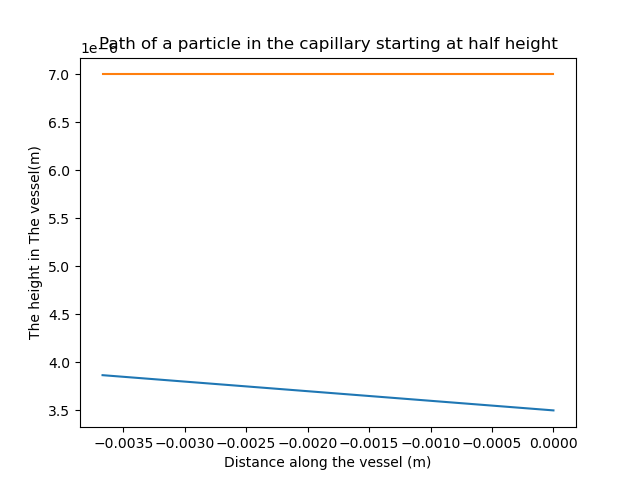 Path of a particle in the capillary starting at half height
7.0
6.5
6.0
5.5
5.0
4.5
4.0
3.5
The height in The vessel(m)
−0.0035 −0.0030 −0.0025 −0.0020 −0.0015 −0.0010 −0.0005 0.0000
Distance along the vessel (m)